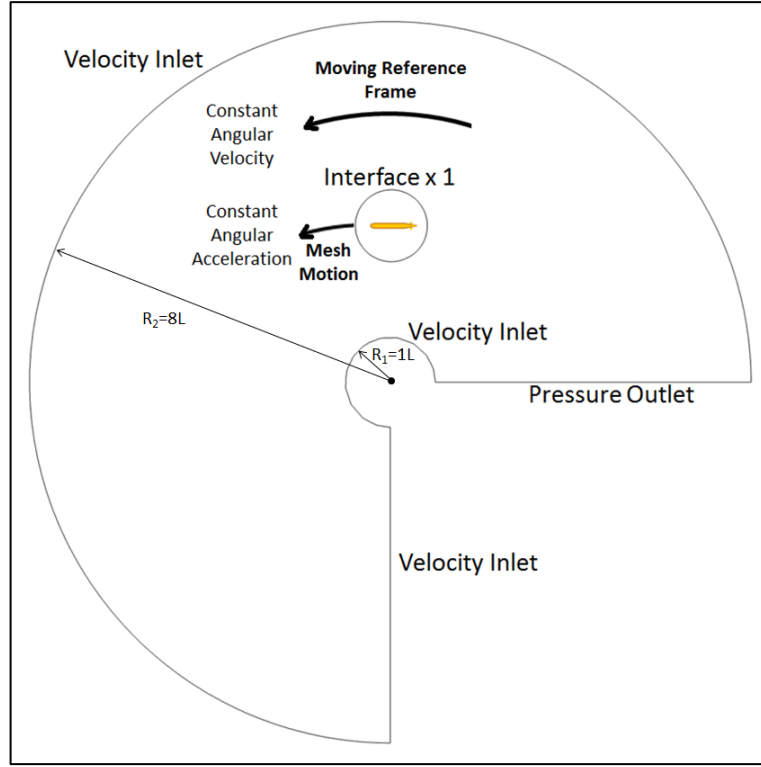 Velocity Inlet
Moving Reference
Frame
Constant
Angular
Velocity
Interface x 1
Constant
Angular
Acceleration
Mesh
Motion
R₂=8L
Velocity Inlet
R₁=1L
Pressure Outlet
Velocity Inlet